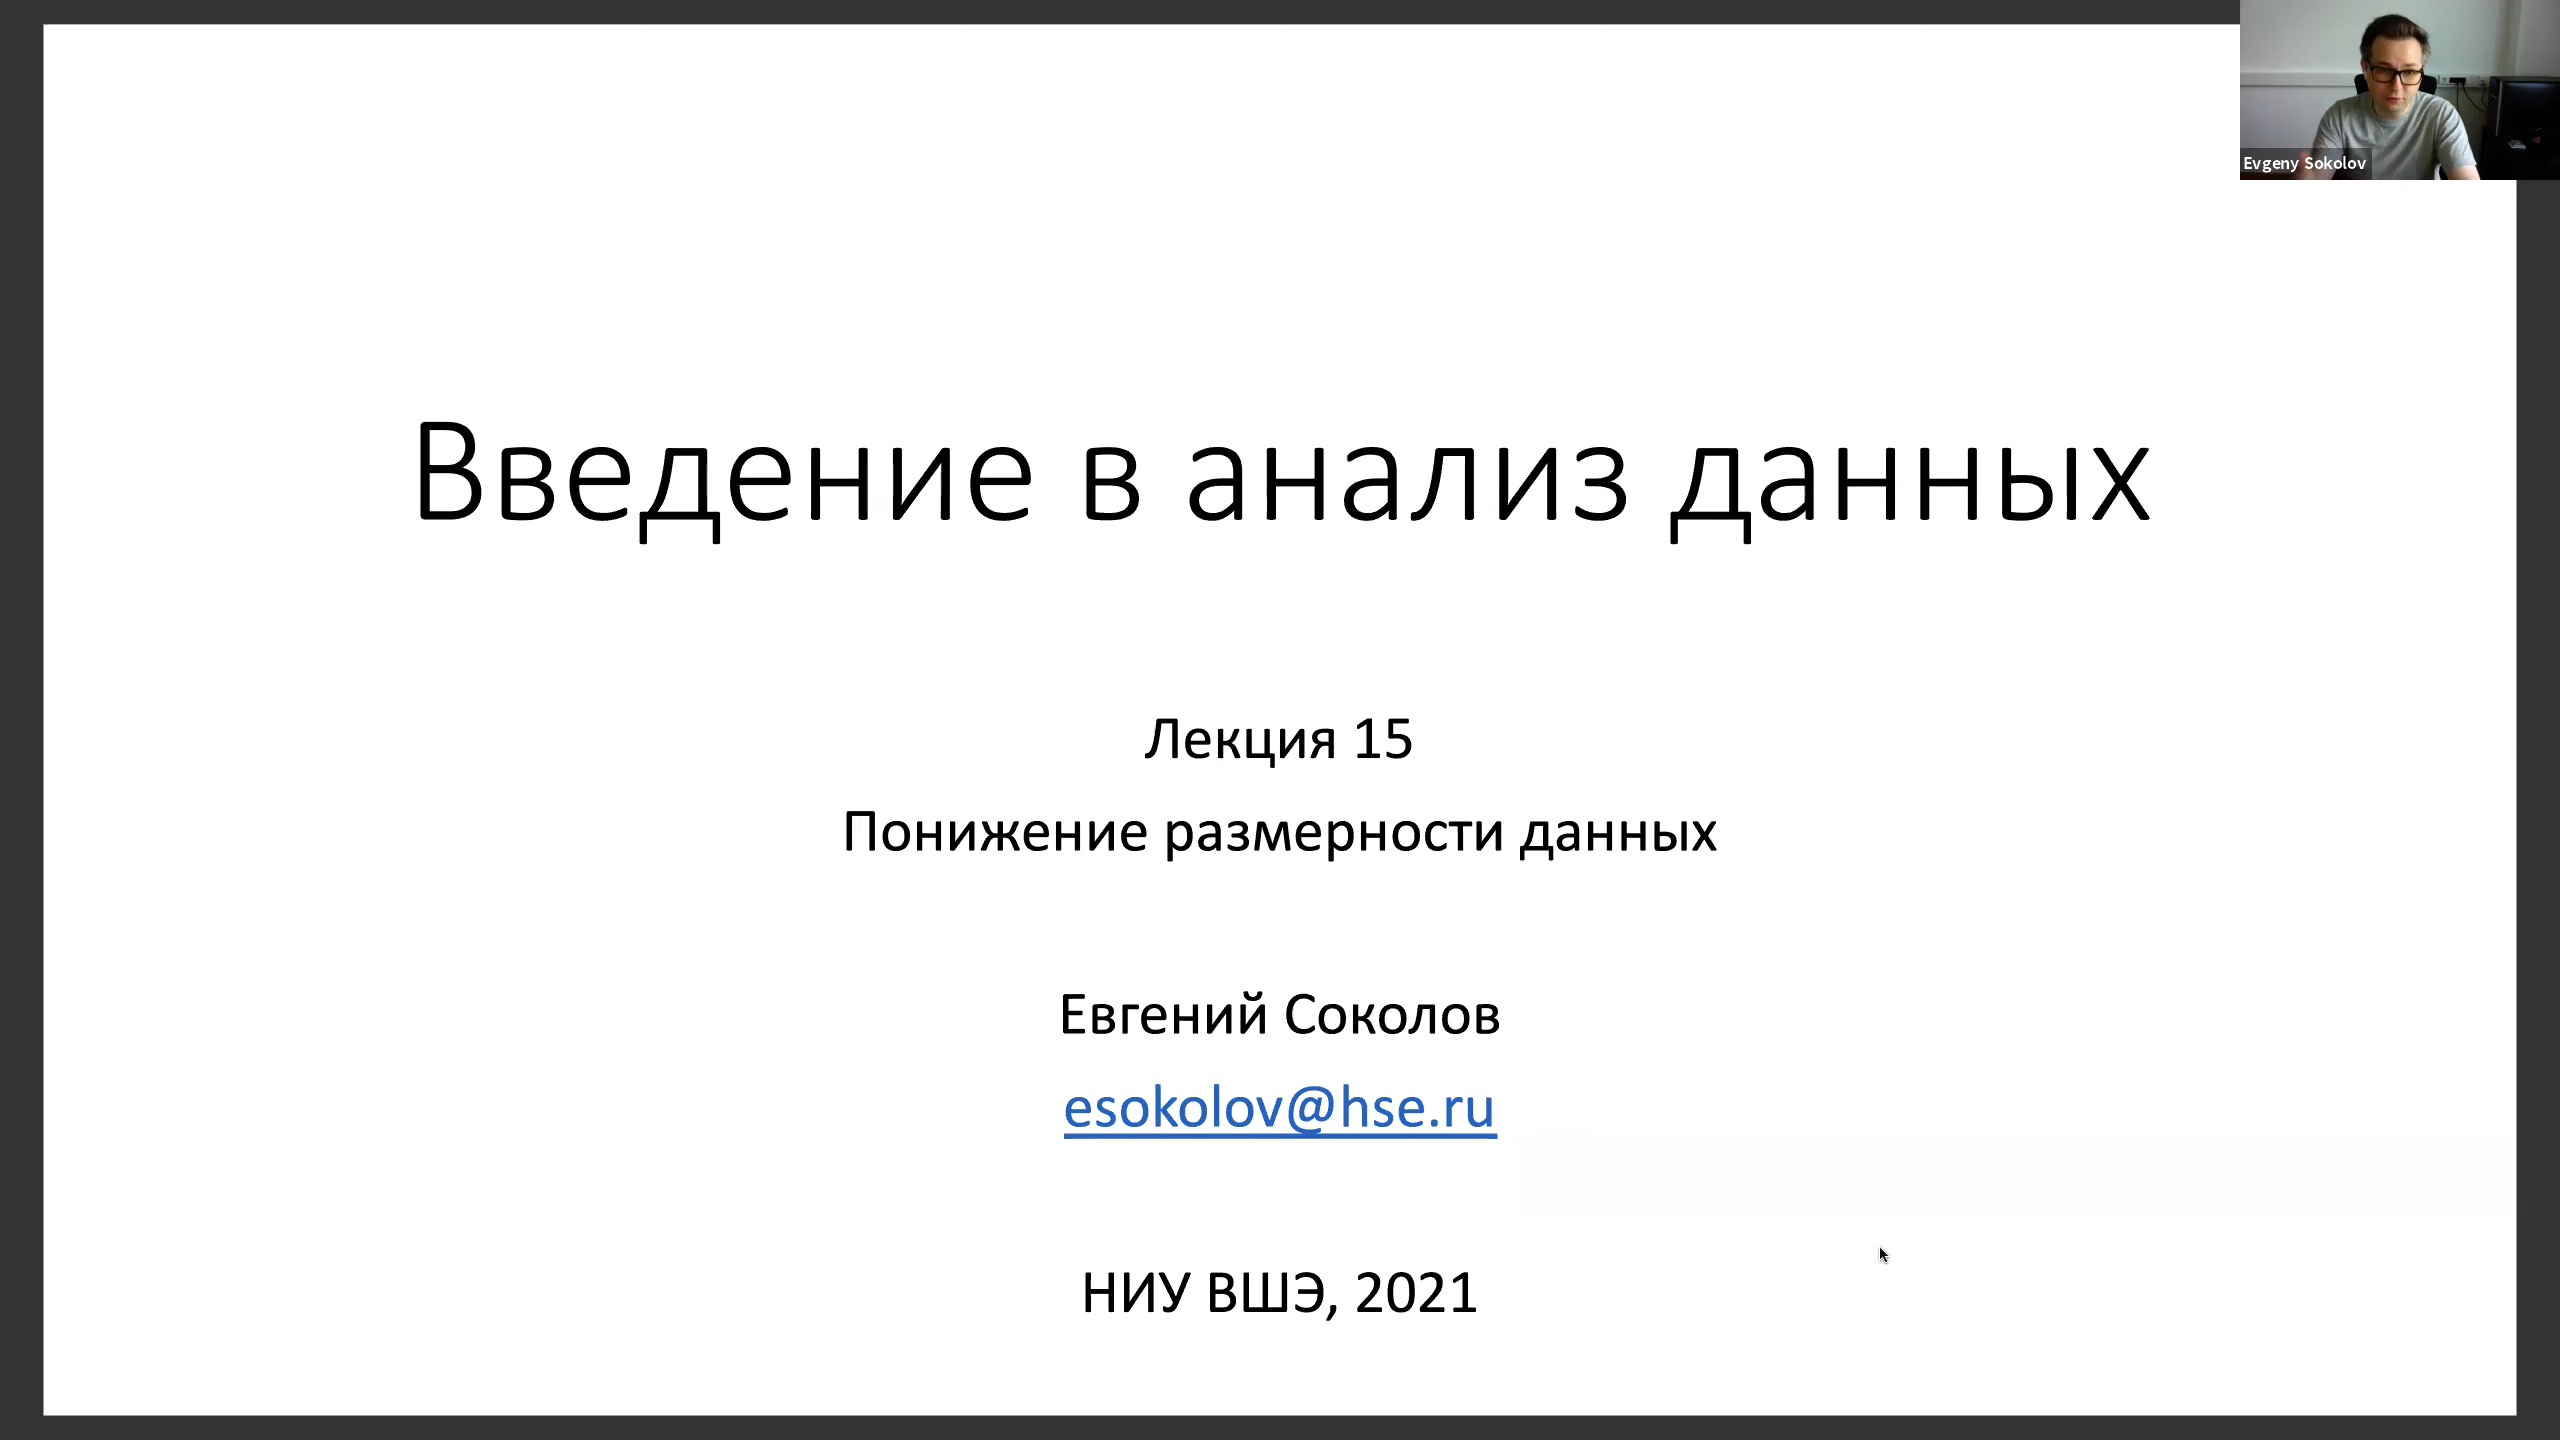 Evgeny Sokolov
Введение в анализ данных
Лекция 15
Понижение размерности данных
Евгений Соколов
esokolov@hse.ru
НИУ ВШЭ, 2021